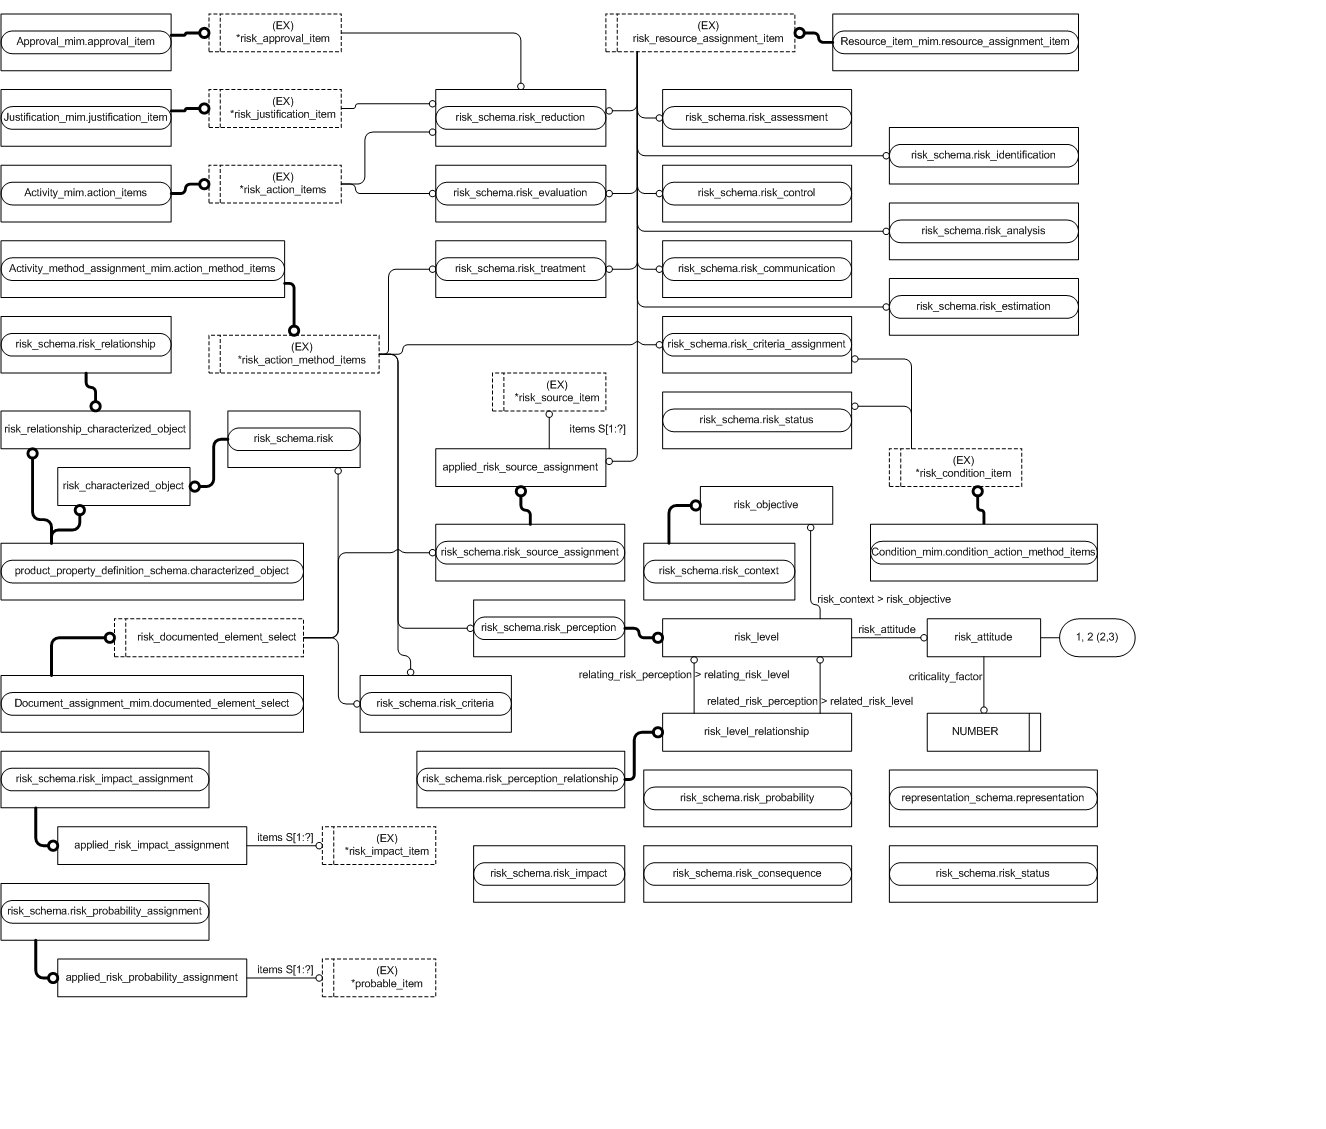 (EX)
*risk_approval_item
(EX)
risk_resource_assignment_item
Approval_mim.approval_item
Resource_item_mim.resource_assignment_item
(EX)
*risk_justification_item
Justification_mim.justification_item
risk_schema.risk_reduction
risk_schema.risk_assessment
risk_schema.risk_identification
(EX)
*risk_action_items
Activity_mim.action_items
risk_schema.risk_evaluation
risk_schema.risk_control
risk_schema.risk_analysis
Activity_method_assignment_mim.action_method_items
risk_schema.risk_treatment
risk_schema.risk_communication
risk_schema.risk_estimation
risk_schema.risk_relationship
(EX)
*risk_action_method_items
risk_schema.risk_criteria_assignment
(EX)
*risk_source_item
items S[1:?]
risk_schema.risk_status
risk_relationship_characterized_object
risk_schema.risk
applied_risk_source_assignment
(EX)
*risk_condition_item
risk_characterized_object
risk_objective
risk_schema.risk_source_assignment
Condition_mim.condition_action_method_items
product_property_definition_schema.characterized_object
risk_schema.risk_context
risk_context > risk_objective
risk_documented_element_select
risk_schema.risk_perception
risk_level
risk_attitude
risk_attitude
1, 2 (2,3)
relating_risk_perception > relating_risk_level
criticality_factor
Document_assignment_mim.documented_element_select
risk_schema.risk_criteria
related_risk_perception > related_risk_level
risk_level_relationship
NUMBER
risk_schema.risk_impact_assignment
risk_schema.risk_perception_relationship
risk_schema.risk_probability
representation_schema.representation
applied_risk_impact_assignment
items S[1:?]
(EX)
*risk_impact_item
risk_schema.risk_impact
risk_schema.risk_consequence
risk_schema.risk_status
risk_schema.risk_probability_assignment
applied_risk_probability_assignment
items S[1:?]
(EX)
*probable_item